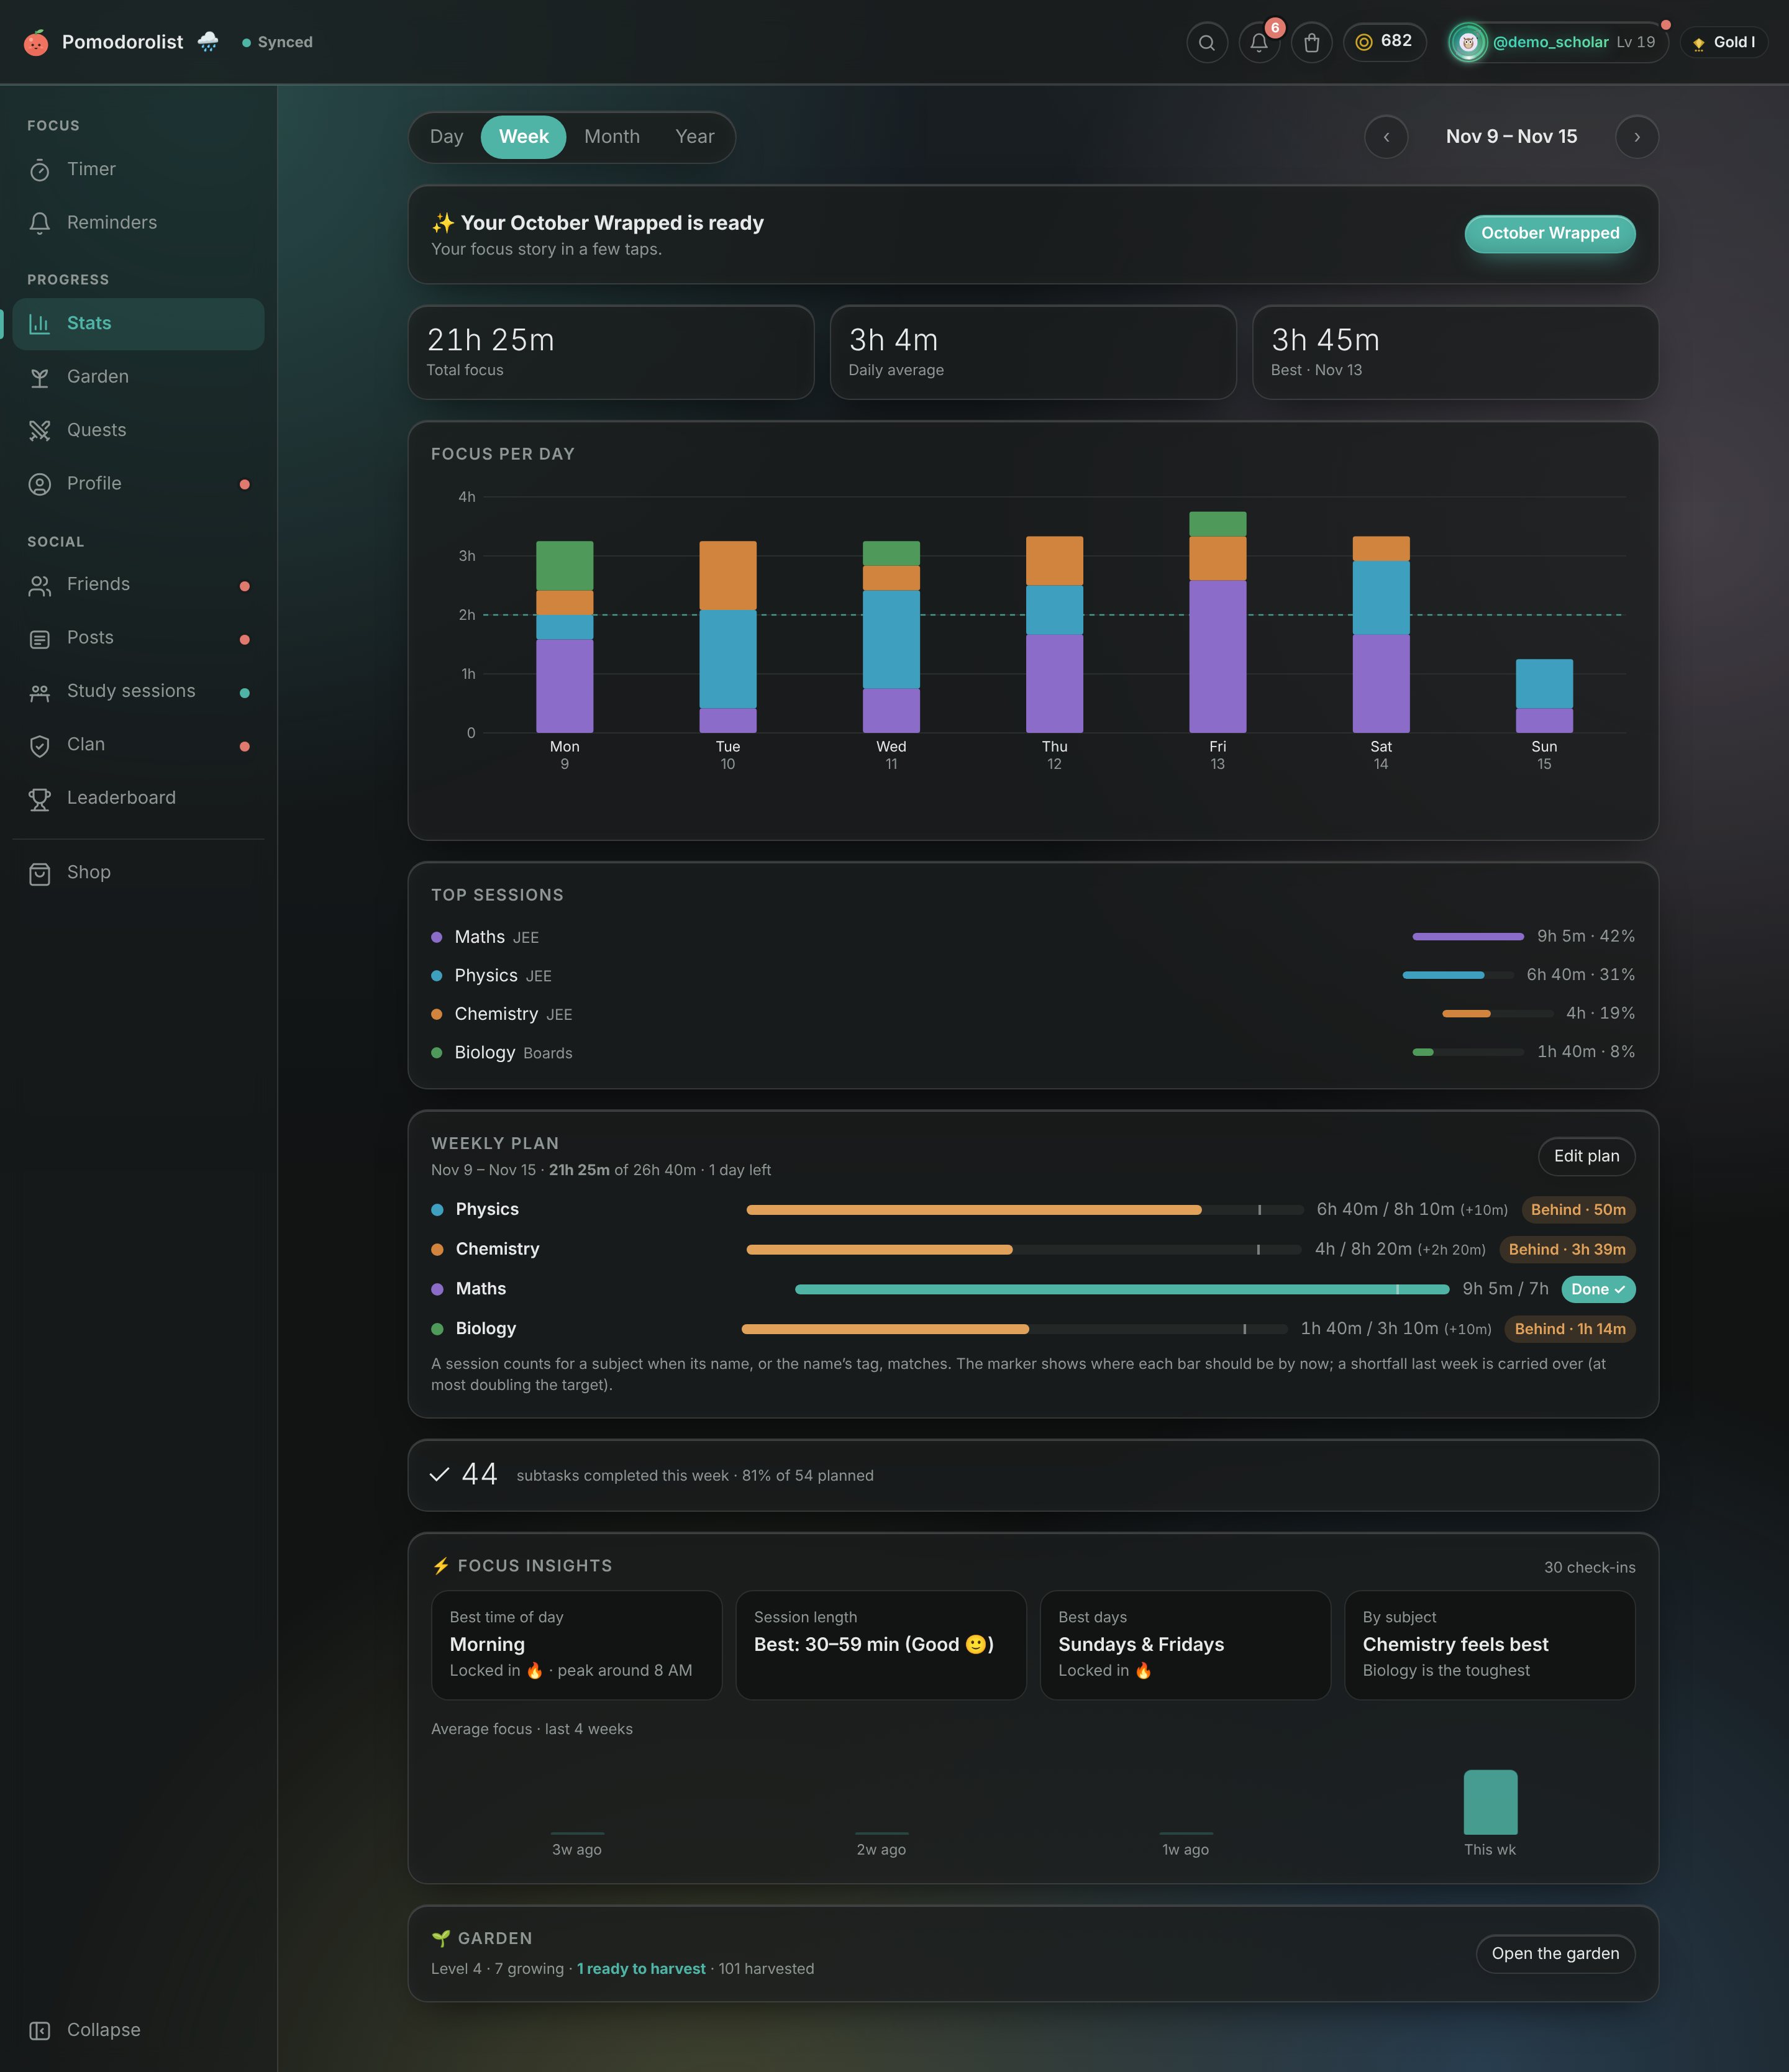 Pomodorolist 🌧️ Synced
6
682
@demo_scholar Lv 19
Gold I
FOCUS
Timer
Reminders
PROGRESS
Stats
Garden
Quests
Profile
SOCIAL
Friends
Posts
Study sessions
Clan
Leaderboard
Shop
Collapse
Day Week Month Year
Nov 9 – Nov 15
✨ Your October Wrapped is ready
Your focus story in a few taps.
October Wrapped
21h 25m
Total focus
3h 4m
Daily average
3h 45m
Best · Nov 13
FOCUS PER DAY
4h
3h
2h
1h
0
Mon Tue Wed Thu Fri Sat Sun
9 10 11 12 13 14 15
TOP SESSIONS
Maths JEE 9h 5m · 42%
Physics JEE 6h 40m · 31%
Chemistry JEE 4h · 19%
Biology Boards 1h 40m · 8%
WEEKLY PLAN
Nov 9 – Nov 15 · 21h 25m of 26h 40m · 1 day left
Edit plan
Physics 6h 40m / 8h 10m (+10m) Behind · 50m
Chemistry 4h / 8h 20m (+2h 20m) Behind · 3h 39m
Maths 9h 5m / 7h Done ✓
Biology 1h 40m / 3h 10m (+10m) Behind · 1h 14m
A session counts for a subject when its name, or the name’s tag, matches. The marker shows where each bar should be by now; a shortfall last week is carried over (at
most doubling the target).
✓ 44 subtasks completed this week · 81% of 54 planned
⚡ FOCUS INSIGHTS
30 check-ins
Best time of day
Morning
Locked in 🔥 · peak around 8 AM
Session length
Best: 30–59 min (Good 🙂)
Best days
Sundays & Fridays
Locked in 🔥
By subject
Chemistry feels best
Biology is the toughest
Average focus · last 4 weeks
3w ago 2w ago 1w ago This wk
🌱 GARDEN
Level 4 · 7 growing · 1 ready to harvest · 101 harvested
Open the garden